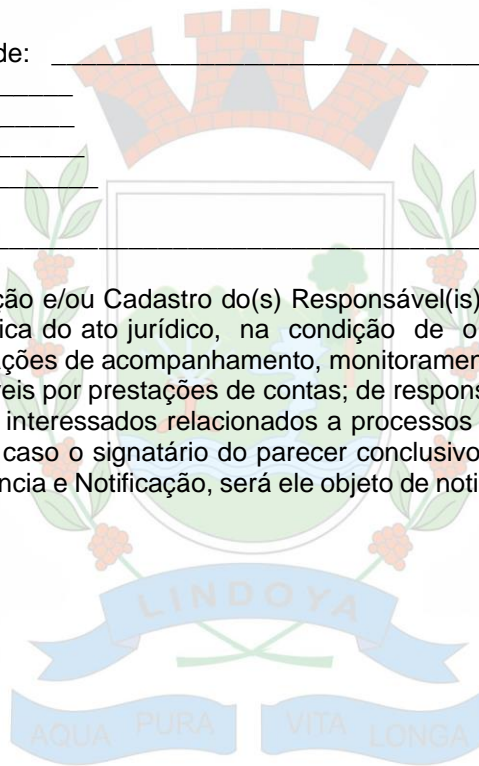 de: ___________________________
ção e/ou Cadastro do(s) Responsável(is)
ica do ato jurídico, na condição de o
ações de acompanhamento, monitoramen
eis por prestações de contas; de respons
interessados relacionados a processos
caso o signatário do parecer conclusivo
ncia e Notificação, será ele objeto de noti
LINDOYA
AQUA PURA VITA LONGA